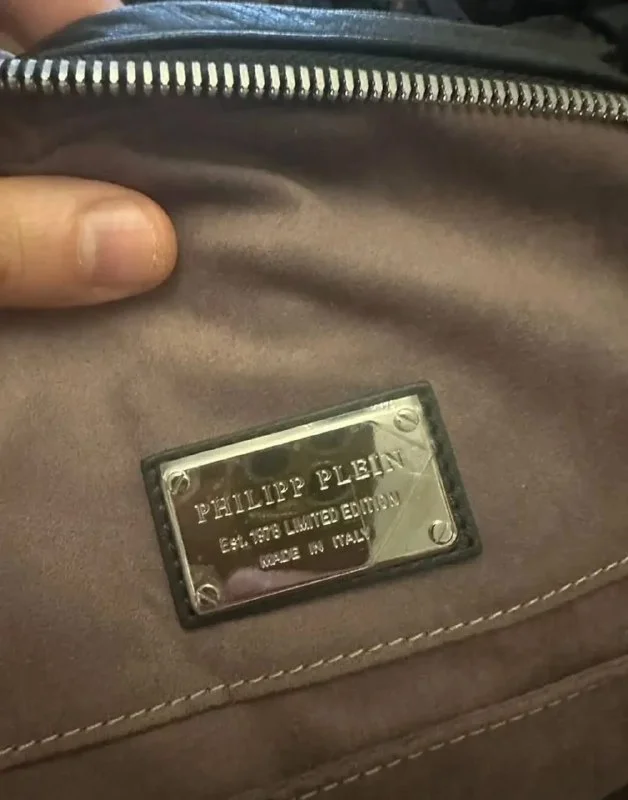 PHILIPP PLEIN
Est. 1978 LIMITED EDITION
MADE IN ITALY